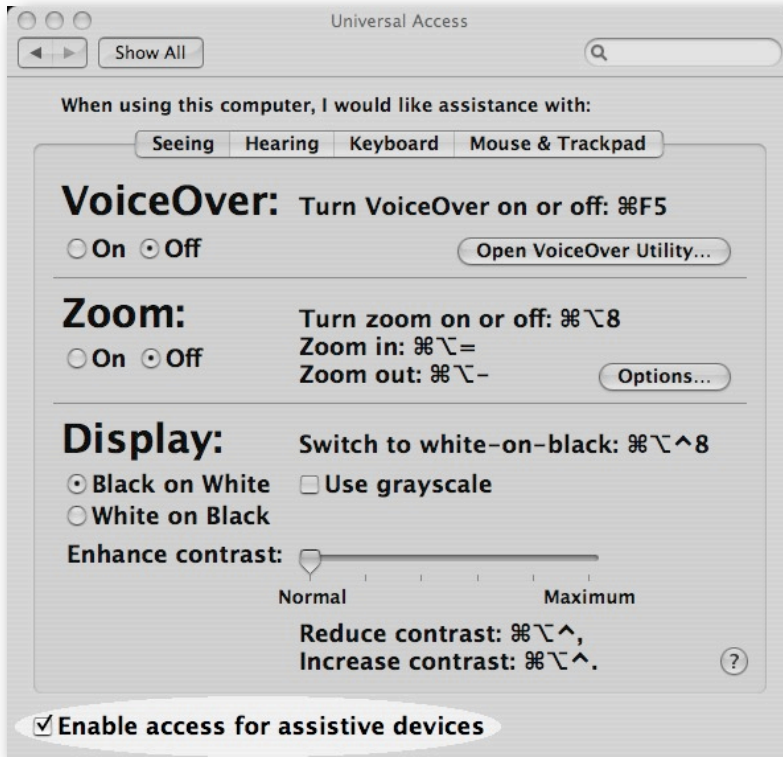 Universal Access
Show All
When using this computer, I would like assistance with:
Seeing Hearing Keyboard Mouse & Trackpad
VoiceOver: Turn VoiceOver on or off: ⌘F5
On Off Open VoiceOver Utility...
Zoom: Turn zoom on or off: ⌘⌥8
On Off Zoom in: ⌘⌥=
Zoom out: ⌘⌥- Options...
Display: Switch to white-on-black: ⌘⌥^8
Black on White Use grayscale
White on Black
Enhance contrast:
Normal Maximum
Reduce contrast: ⌘⌥^,
Increase contrast: ⌘⌥^.
?
Enable access for assistive devices